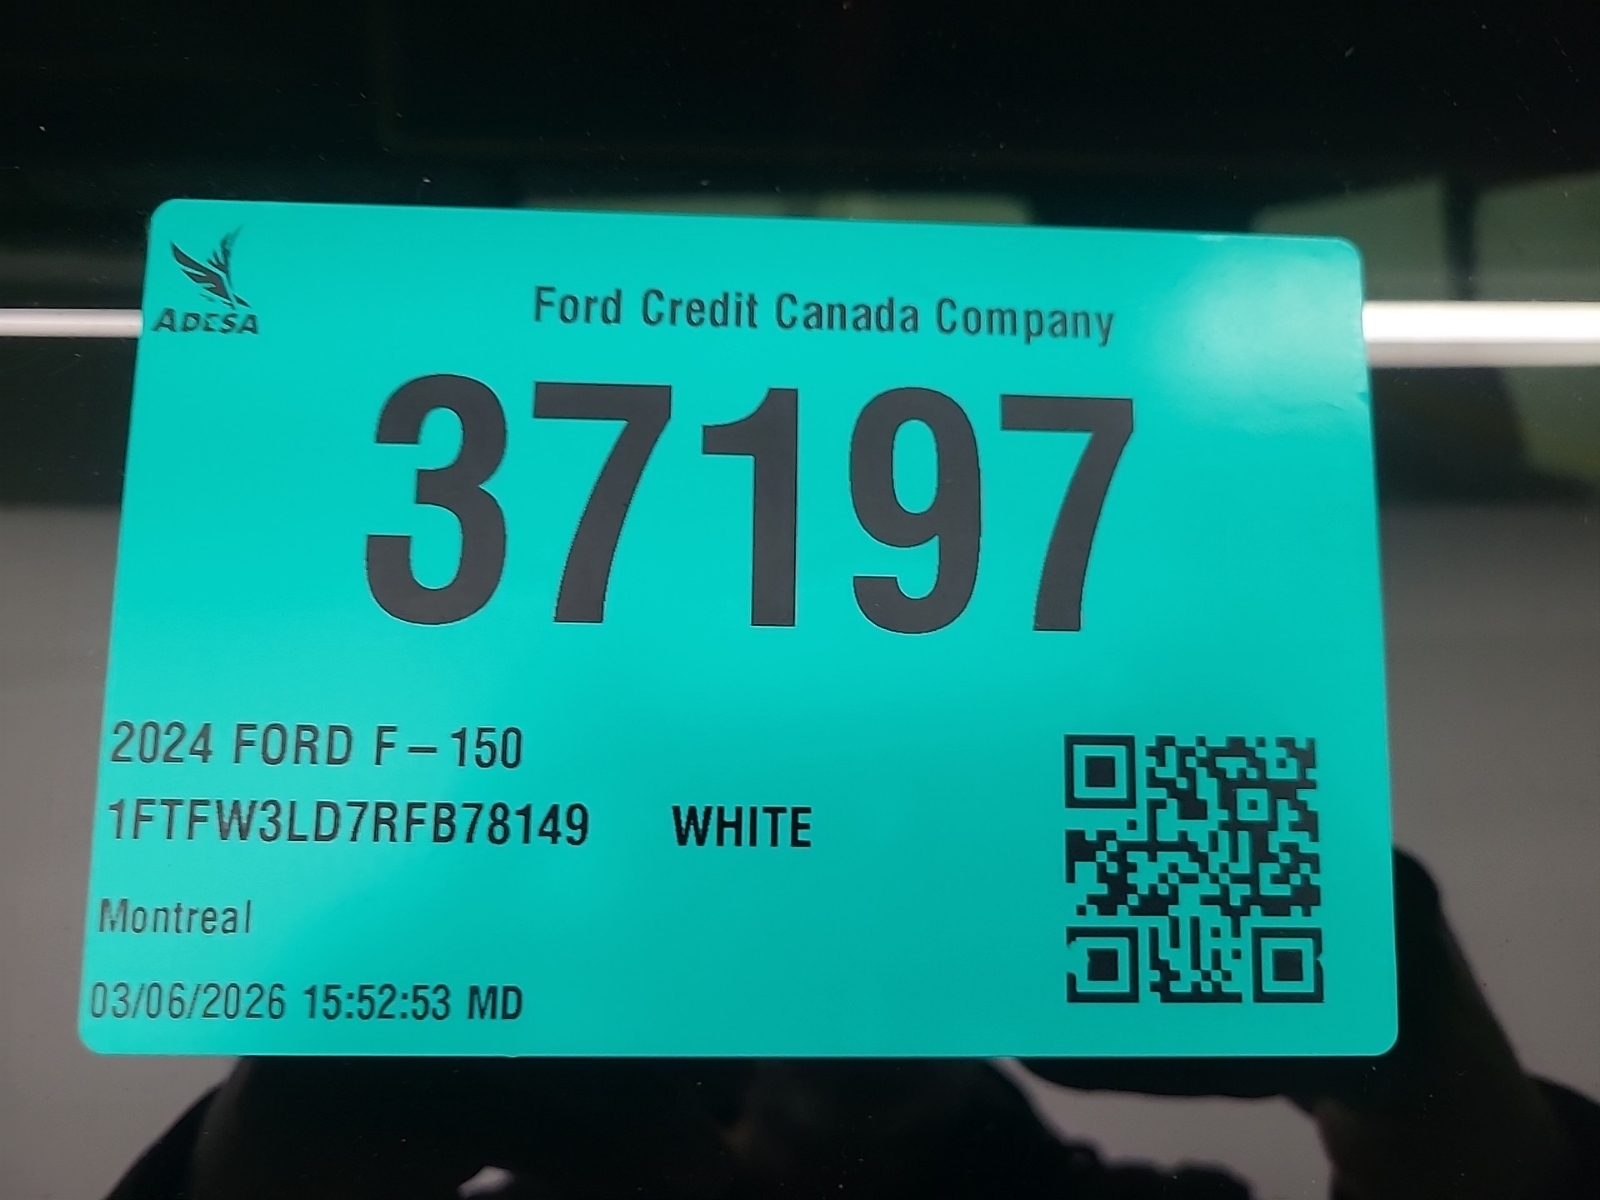 ADESA
Ford Credit Canada Company
37197
2024 FORD F-150
1FTFW3LD7RFB78149 WHITE
Montreal
03/06/2026 15:52:53 MD